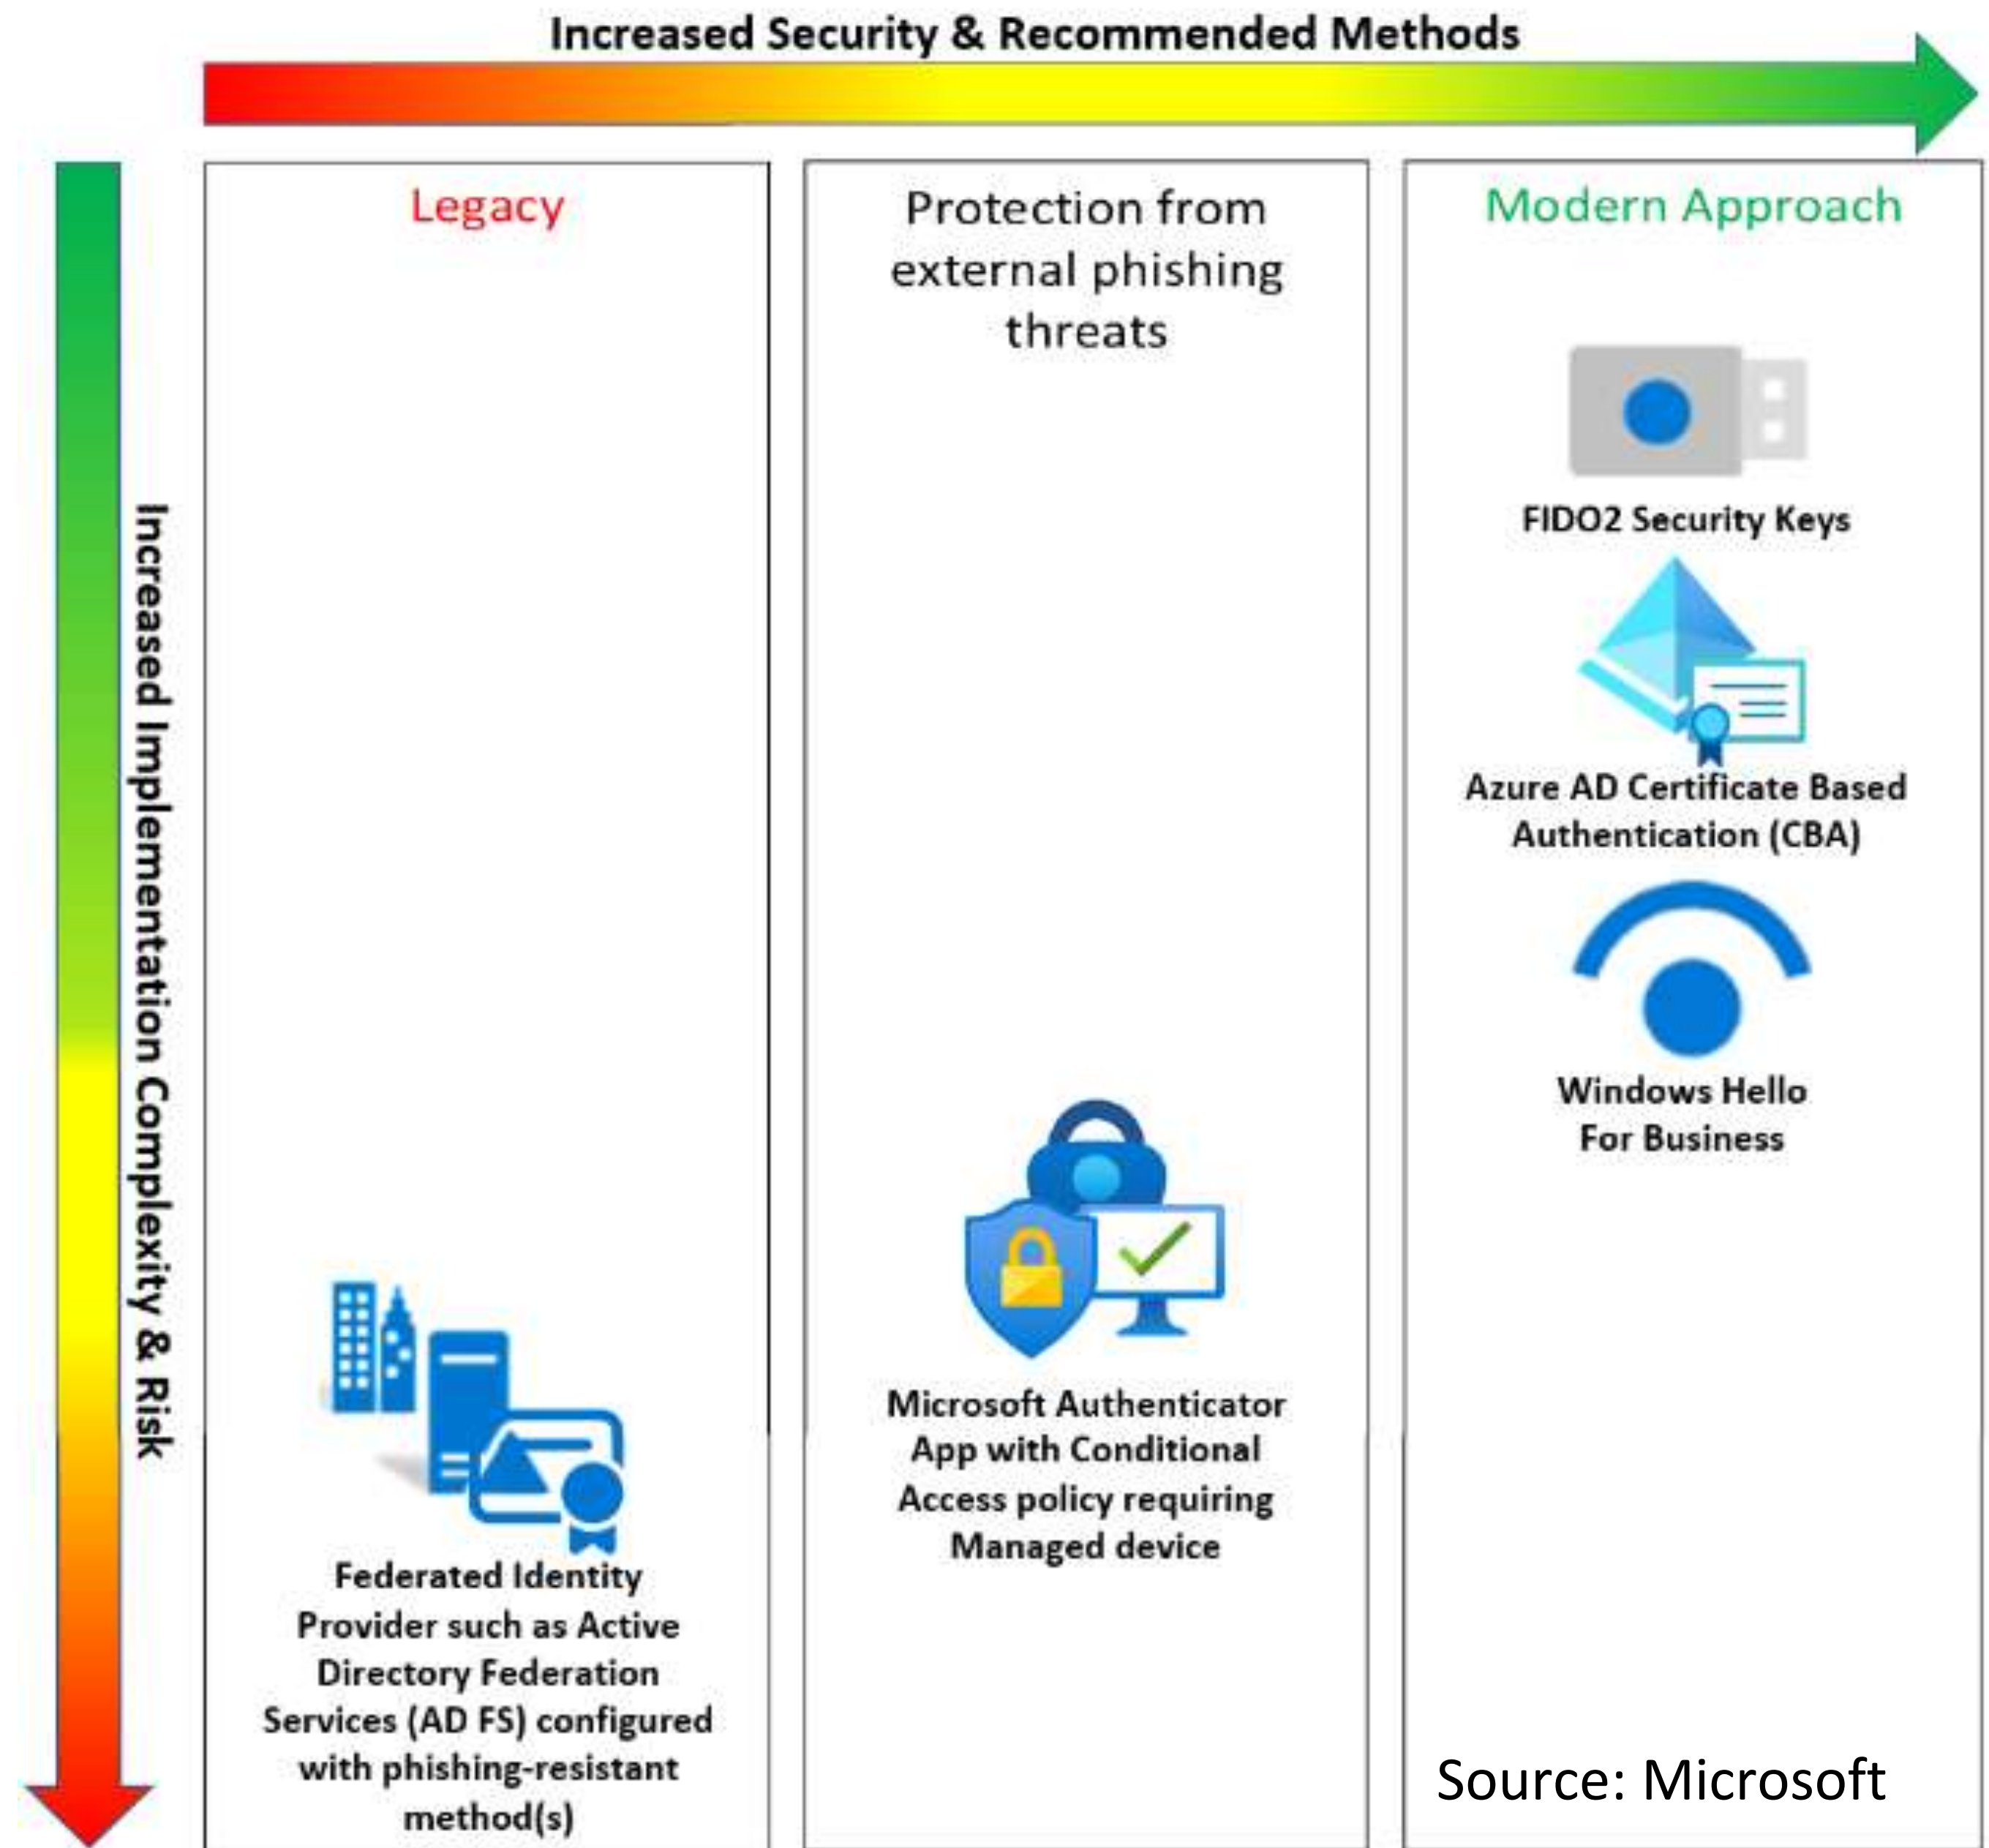 Increased Security & Recommended Methods
Increased Implementation Complexity & Risk
Legacy
Federated Identity
Provider such as Active
Directory Federation
Services (AD FS) configured
with phishing-resistant
method(s)
Protection from
external phishing
threats
Microsoft Authenticator
App with Conditional
Access policy requiring
Managed device
Modern Approach
FIDO2 Security Keys
Azure AD Certificate Based
Authentication (CBA)
Windows Hello
For Business
Source: Microsoft